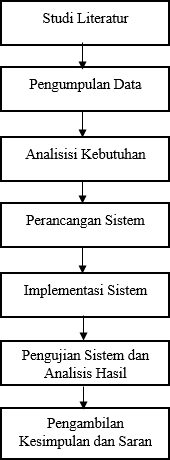 Studi Literatur
Pengumpulan Data
Analisisi Kebutuhan
Perancangan Sistem
Implementasi Sistem
Pengujian Sistem dan
Analisis Hasil
Pengambilan
Kesimpulan dan Saran